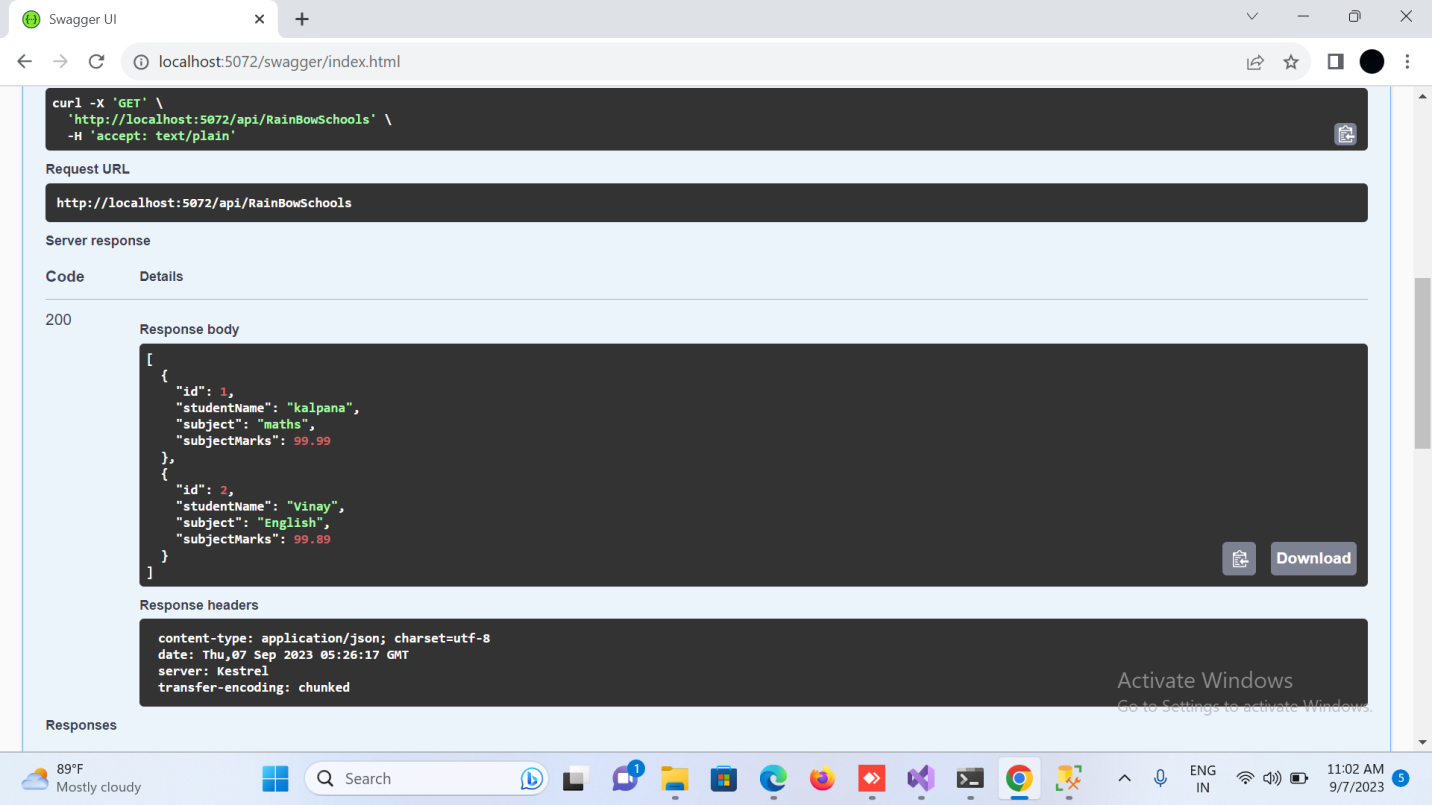 Swagger UI
localhost:5072/swagger/index.html
curl -X 'GET' \
'http://localhost:5072/api/RainBowSchools' \
-H 'accept: text/plain'
Request URL
http://localhost:5072/api/RainBowSchools
Server response
Code Details
200
Response body
[
{
"id": 1,
"studentName": "kalpana",
"subject": "maths",
"subjectMarks": 99.99
},
{
"id": 2,
"studentName": "Vinay",
"subject": "English",
"subjectMarks": 99.89
}
]
Download
Response headers
content-type: application/json; charset=utf-8
date: Thu,07 Sep 2023 05:26:17 GMT
server: Kestrel
transfer-encoding: chunked
Activate Windows
Go to Settings to activate Windows.
Responses
89°F
Mostly cloudy
Search
1
ENG
IN
11:02 AM
9/7/2023
5